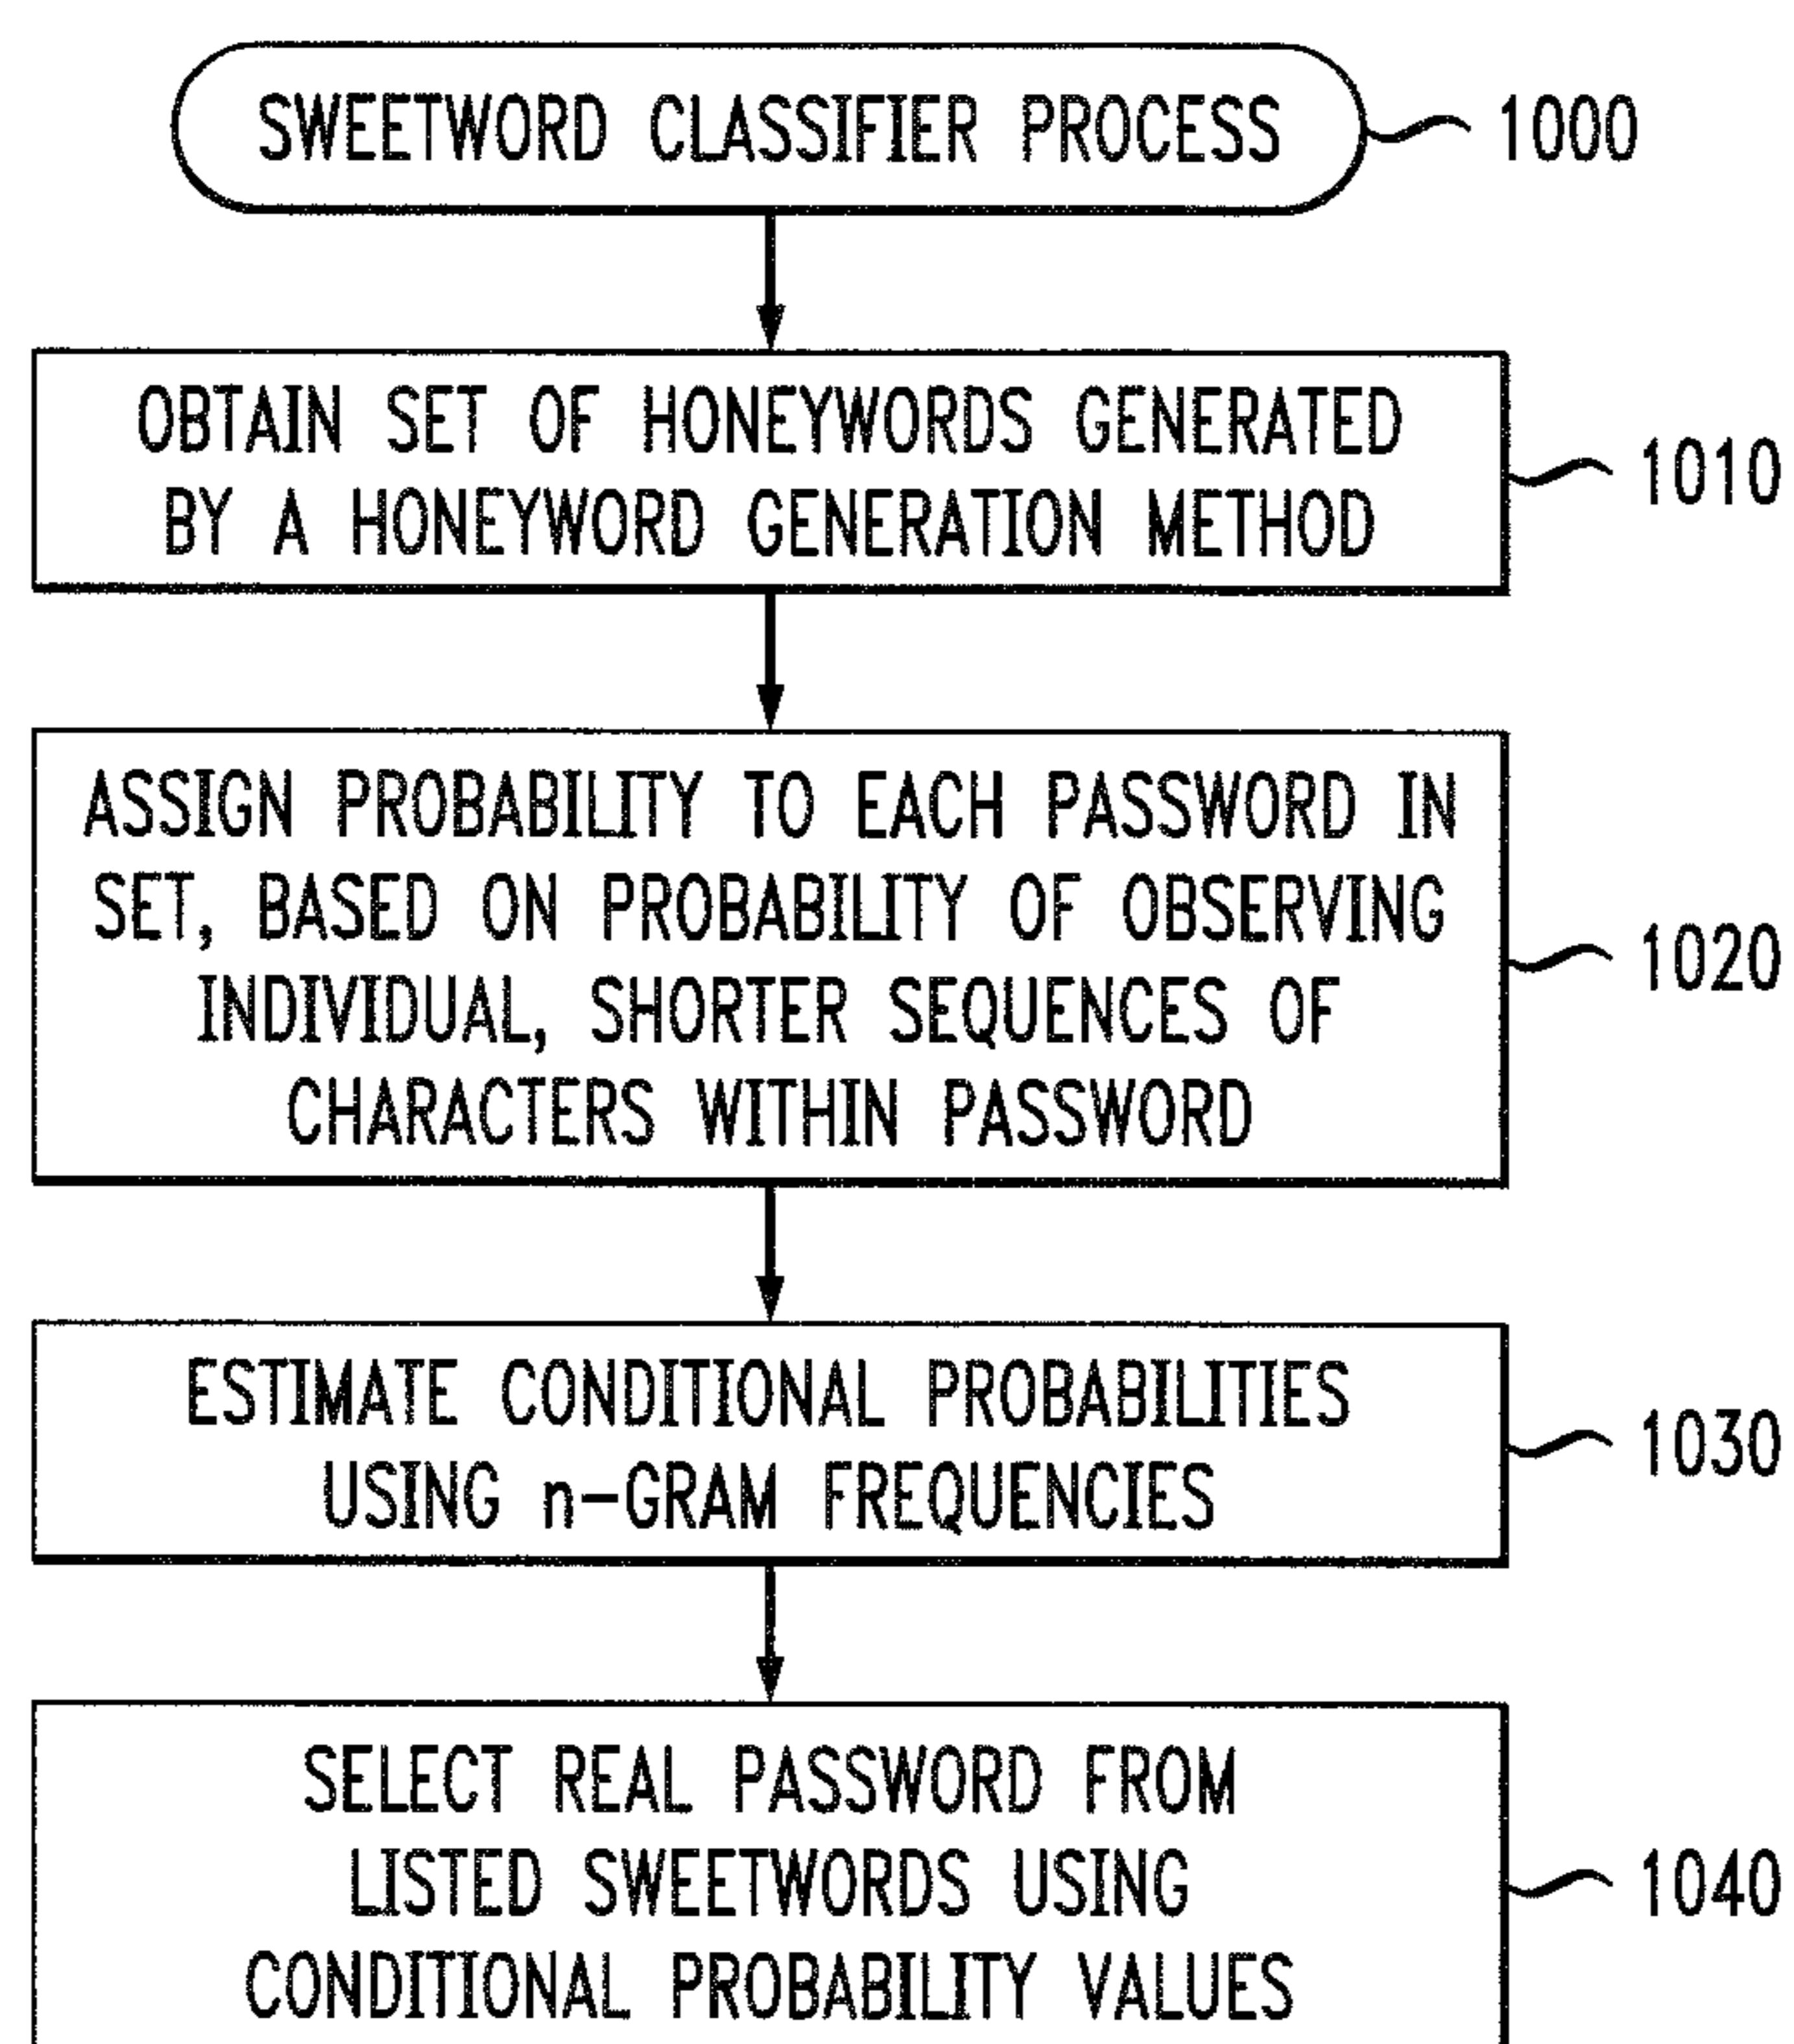 SWEETWORD CLASSIFIER PROCESS
1000
OBTAIN SET OF HONEYWORDS GENERATED
BY A HONEYWORD GENERATION METHOD
1010
ASSIGN PROBABILITY TO EACH PASSWORD IN
SET, BASED ON PROBABILITY OF OBSERVING
INDIVIDUAL, SHORTER SEQUENCES OF
CHARACTERS WITHIN PASSWORD
1020
ESTIMATE CONDITIONAL PROBABILITIES
USING n-GRAM FREQUENCIES
1030
SELECT REAL PASSWORD FROM
LISTED SWEETWORDS USING
CONDITIONAL PROBABILITY VALUES
1040